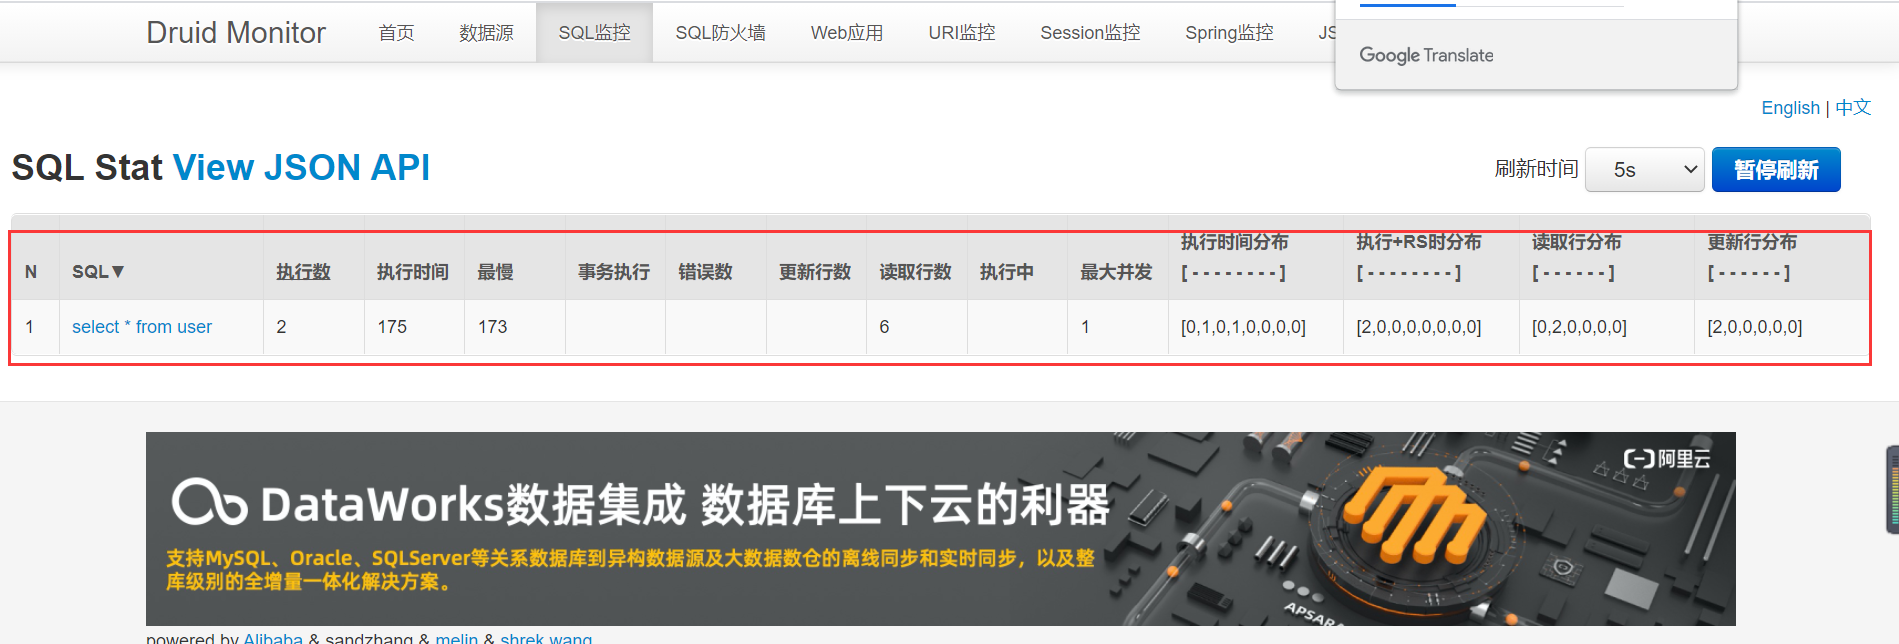 Druid Monitor 首页 数据源 SQL监控 SQL防火墙 Web应用 URI监控 Session监控 Spring监控 JS
Google Translate
English | 中文
SQL Stat View JSON API
刷新时间 5s 暂停刷新
N SQL▼ 执行数 执行时间 最慢 事务执行 错误数 更新行数 读取行数 执行中 最大并发 执行时间分布 [ - - - - - - - - ] 执行+RS时分布 [ - - - - - - - - ] 读取行分布 [ - - - - - - ] 更新行分布 [ - - - - - - ]
1 select * from user 2 175 173 6 1 [0,1,0,1,0,0,0,0] [2,0,0,0,0,0,0,0] [0,2,0,0,0,0] [2,0,0,0,0,0]
阿里云
DataWorks数据集成 数据库上下云的利器
支持MySQL、Oracle、SQLServer等关系数据库到异构数据源及大数据数仓的离线同步和实时同步，以及整
库级别的全增量一体化解决方案。
APSARA
powered by Alibaba & sandzhang & melin & shrek.wang